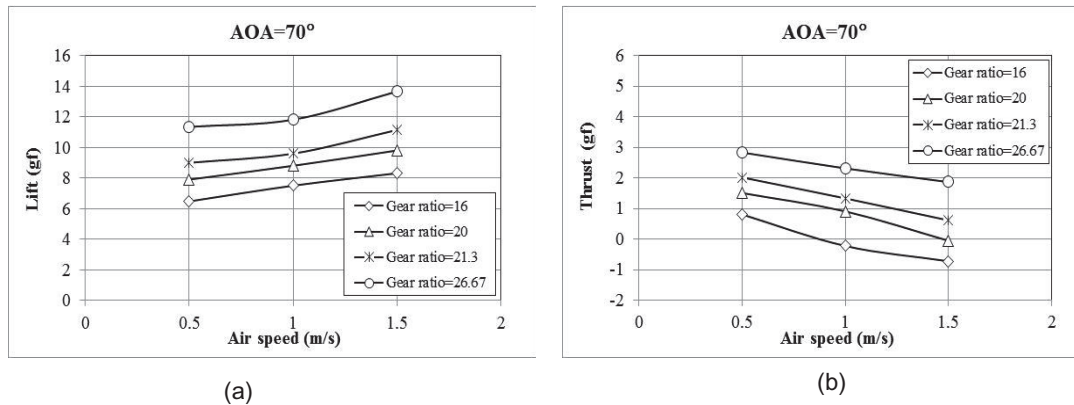 AOA=70°
16
14
12
10
8
6
4
2
0
Lift (gf)
Gear ratio=16
Gear ratio=20
Gear ratio=21.3
Gear ratio=26.67
0 0.5 1 1.5 2
Air speed (m/s)
(a)
AOA=70°
6
5
4
3
2
1
0
-1
-2
Thrust (gf)
Gear ratio=16
Gear ratio=20
Gear ratio=21.3
Gear ratio=26.67
0 0.5 1 1.5 2
Air speed (m/s)
(b)